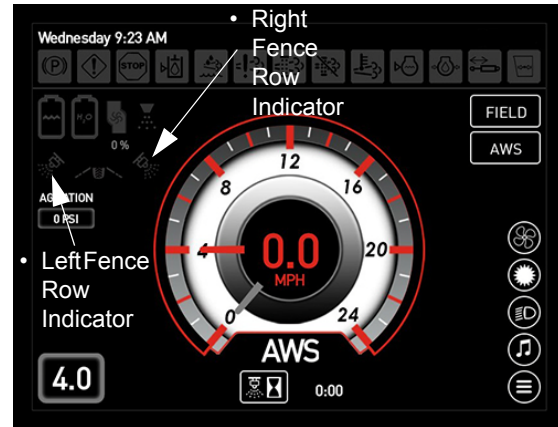 • Right
Fence
Row
Indicator
Wednesday 9:23 AM
(P)
STOP
H₂O
0 %
FIELD
AWS
AGITATION
0 PSI
• Left Fence
Row
Indicator
0
4
8
12
16
20
24
0.0
MPH
AWS
4.0
0:00